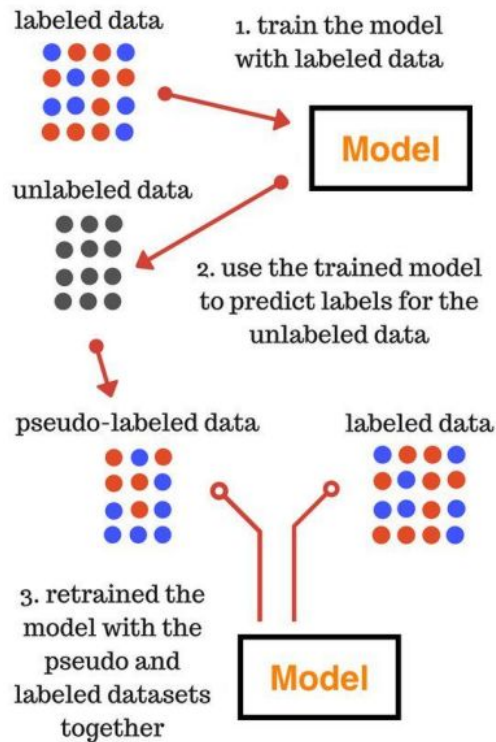 labeled data
1. train the model
with labeled data
Model
unlabeled data
2. use the trained model
to predict labels for the
unlabeled data
pseudo-labeled data
labeled data
3. retrained the
model with the
pseudo and
labeled datasets
together
Model